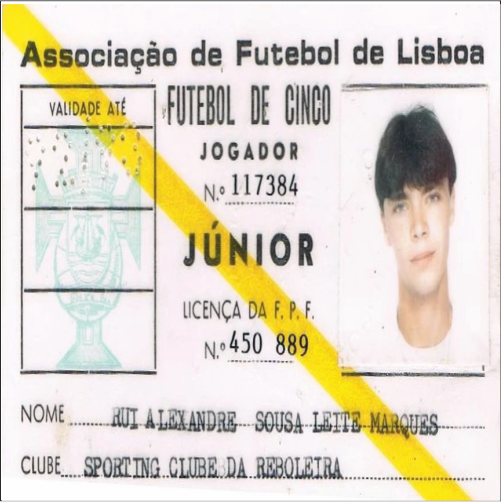 Associação de Futebol de Lisboa
VALIDADE ATÉ
FUTEBOL DE CINCO
JOGADOR
N.º 117384
JÚNIOR
LICENÇA DA F. P. F.
N.º 450 889
NOME RUI ALEXANDRE SOUSA LEITE MARQUES
CLUBE SPORTING CLUBE DA REBOLEIRA